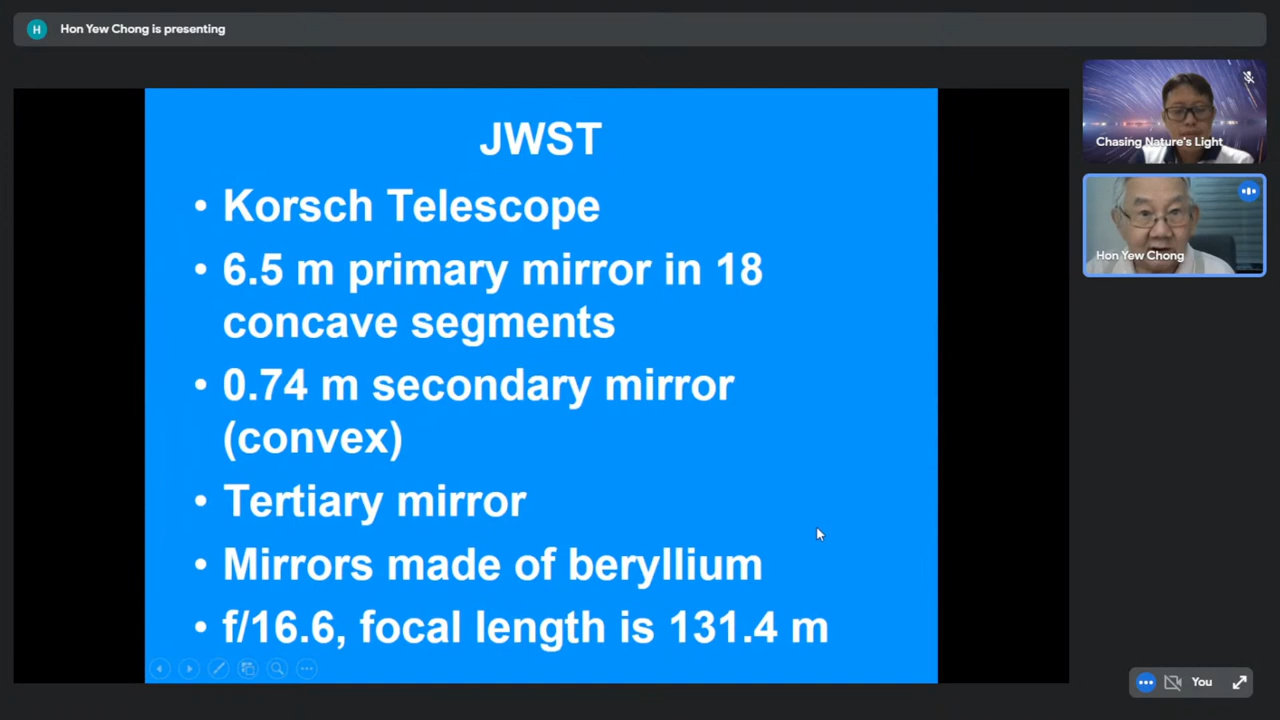 H
Hon Yew Chong is presenting
JWST
• Korsch Telescope
• 6.5 m primary mirror in 18
concave segments
• 0.74 m secondary mirror
(convex)
• Tertiary mirror
• Mirrors made of beryllium
• f/16.6, focal length is 131.4 m
Chasing Nature's Light
Hon Yew Chong
You